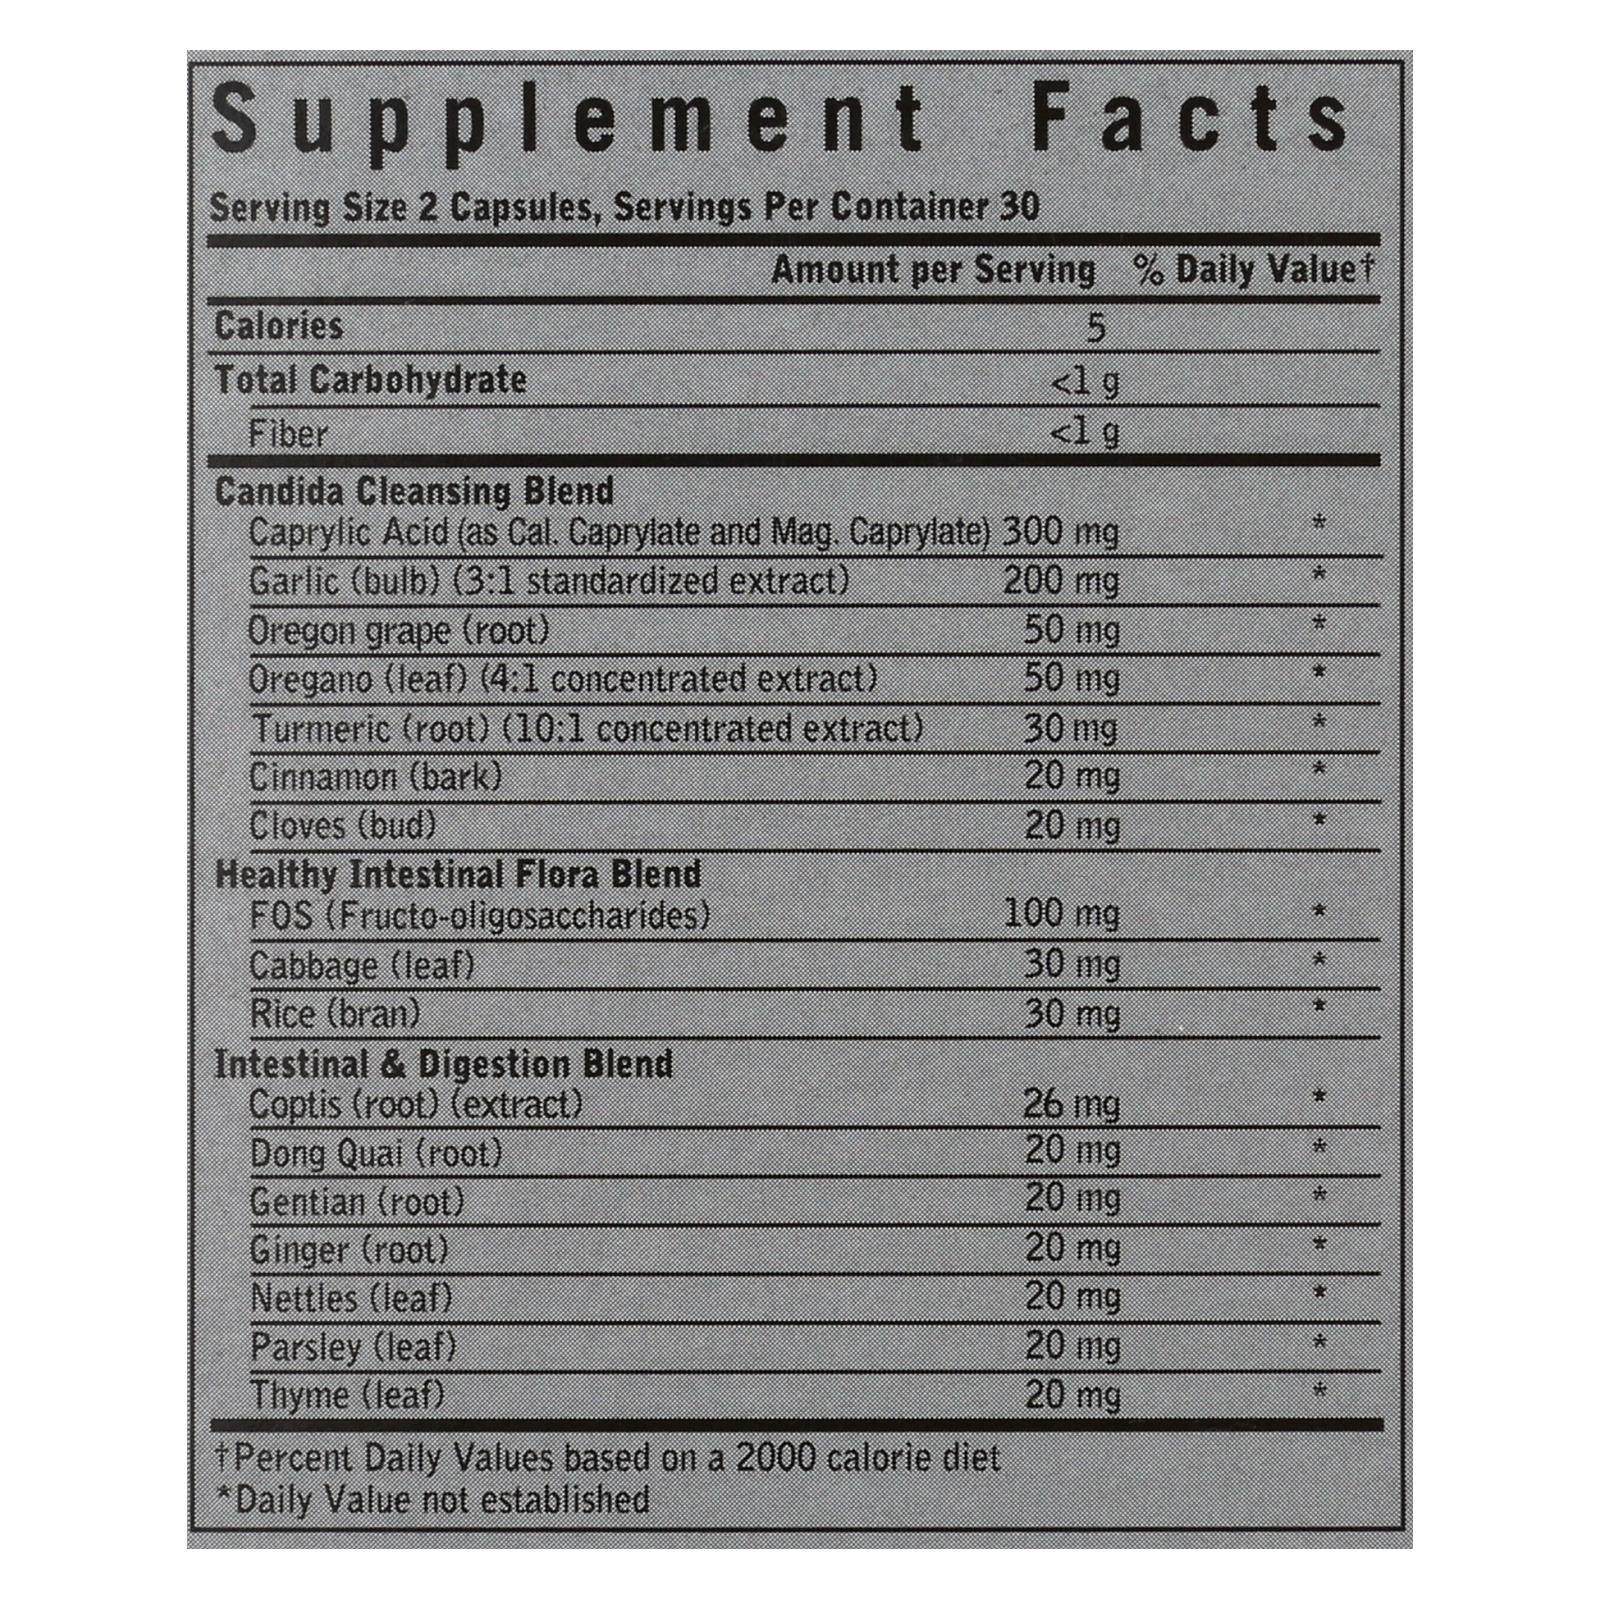 Supplement Facts
Serving Size 2 Capsules, Servings Per Container 30
Amount per Serving % Daily Value†
Calories 5
Total Carbohydrate <1 g
Fiber <1 g
Candida Cleansing Blend
Caprylic Acid (as Cal. Caprylate and Mag. Caprylate) 300 mg *
Garlic (bulb) (3:1 standardized extract) 200 mg *
Oregon grape (root) 50 mg *
Oregano (leaf) (4:1 concentrated extract) 50 mg *
Turmeric (root) (10:1 concentrated extract) 30 mg *
Cinnamon (bark) 20 mg *
Cloves (bud) 20 mg *
Healthy Intestinal Flora Blend
FOS (Fructo-oligosaccharides) 100 mg *
Cabbage (leaf) 30 mg *
Rice (bran) 30 mg *
Intestinal & Digestion Blend
Coptis (root) (extract) 26 mg *
Dong Quai (root) 20 mg *
Gentian (root) 20 mg *
Ginger (root) 20 mg *
Nettles (leaf) 20 mg *
Parsley (leaf) 20 mg *
Thyme (leaf) 20 mg *
†Percent Daily Values based on a 2000 calorie diet
*Daily Value not established